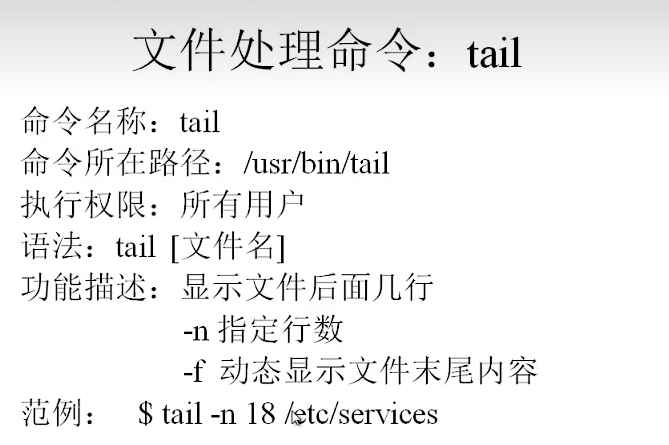 文件处理命令：tail
命令名称：tail
命令所在路径：/usr/bin/tail
执行权限：所有用户
语法：tail [文件名]
功能描述：显示文件后面几行
-n 指定行数
-f 动态显示文件末尾内容
范例： $ tail -n 18 /etc/services